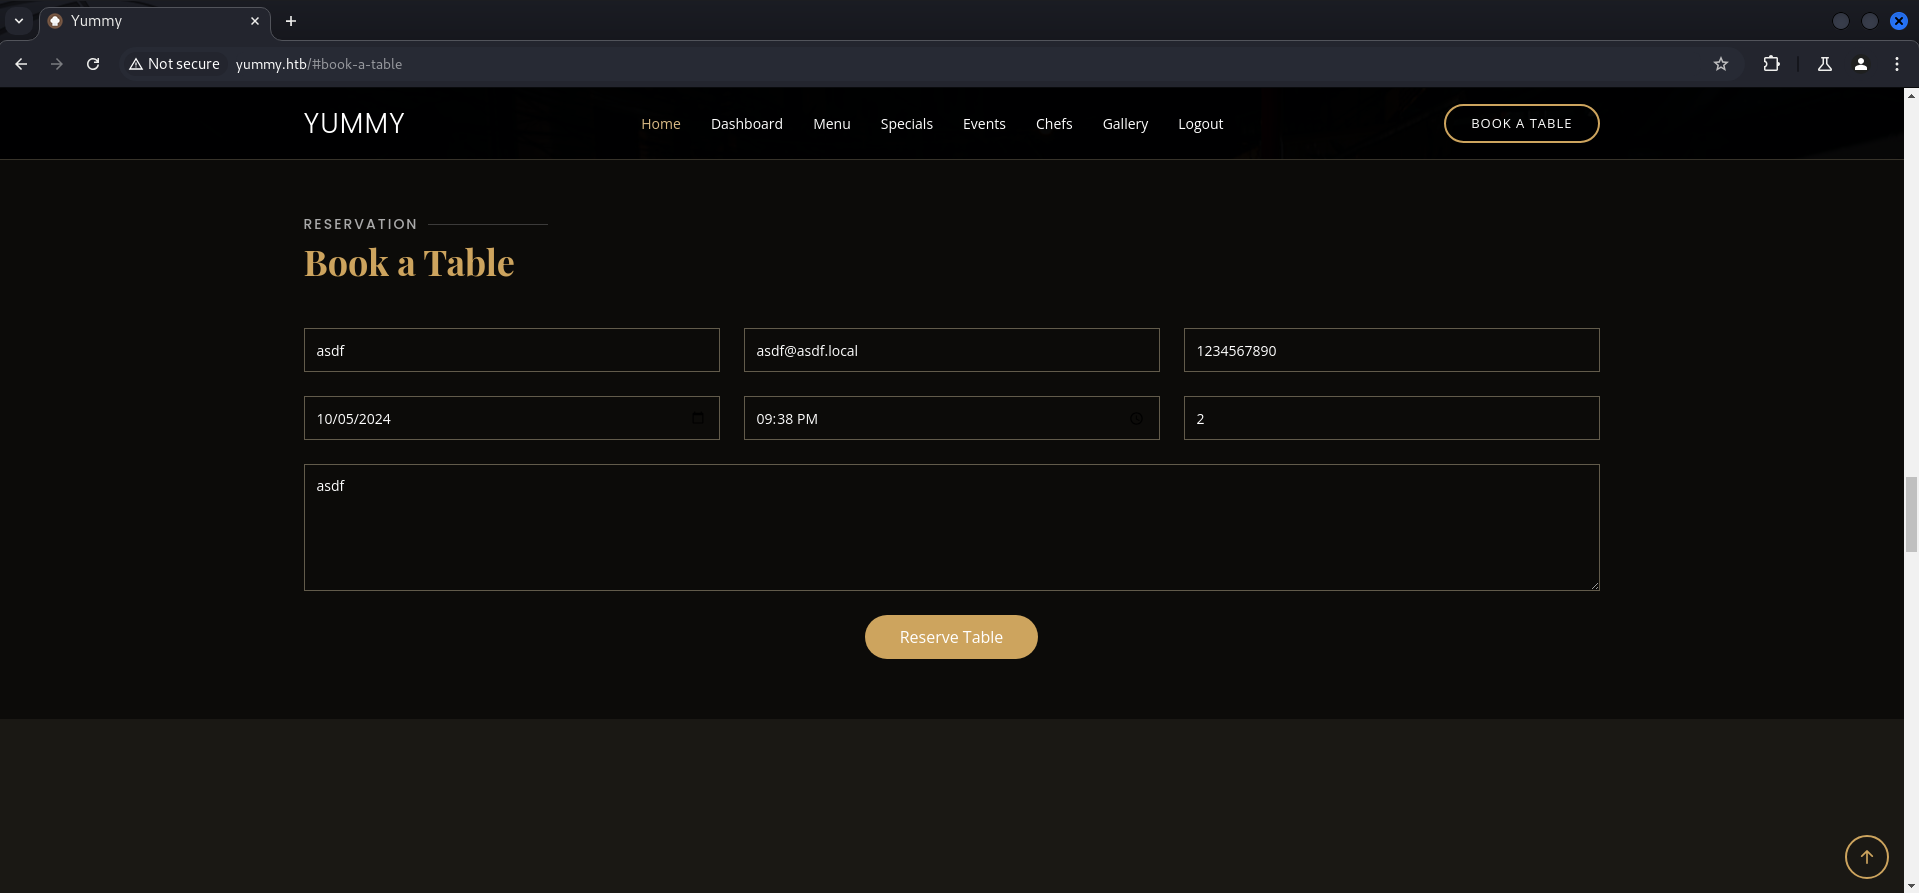 Yummy
Not secure yummy.htb/#book-a-table
YUMMY Home Dashboard Menu Specials Events Chefs Gallery Logout BOOK A TABLE
RESERVATION
Book a Table
asdf asdf@asdf.local 1234567890
10/05/2024 09:38 PM 2
asdf
Reserve Table